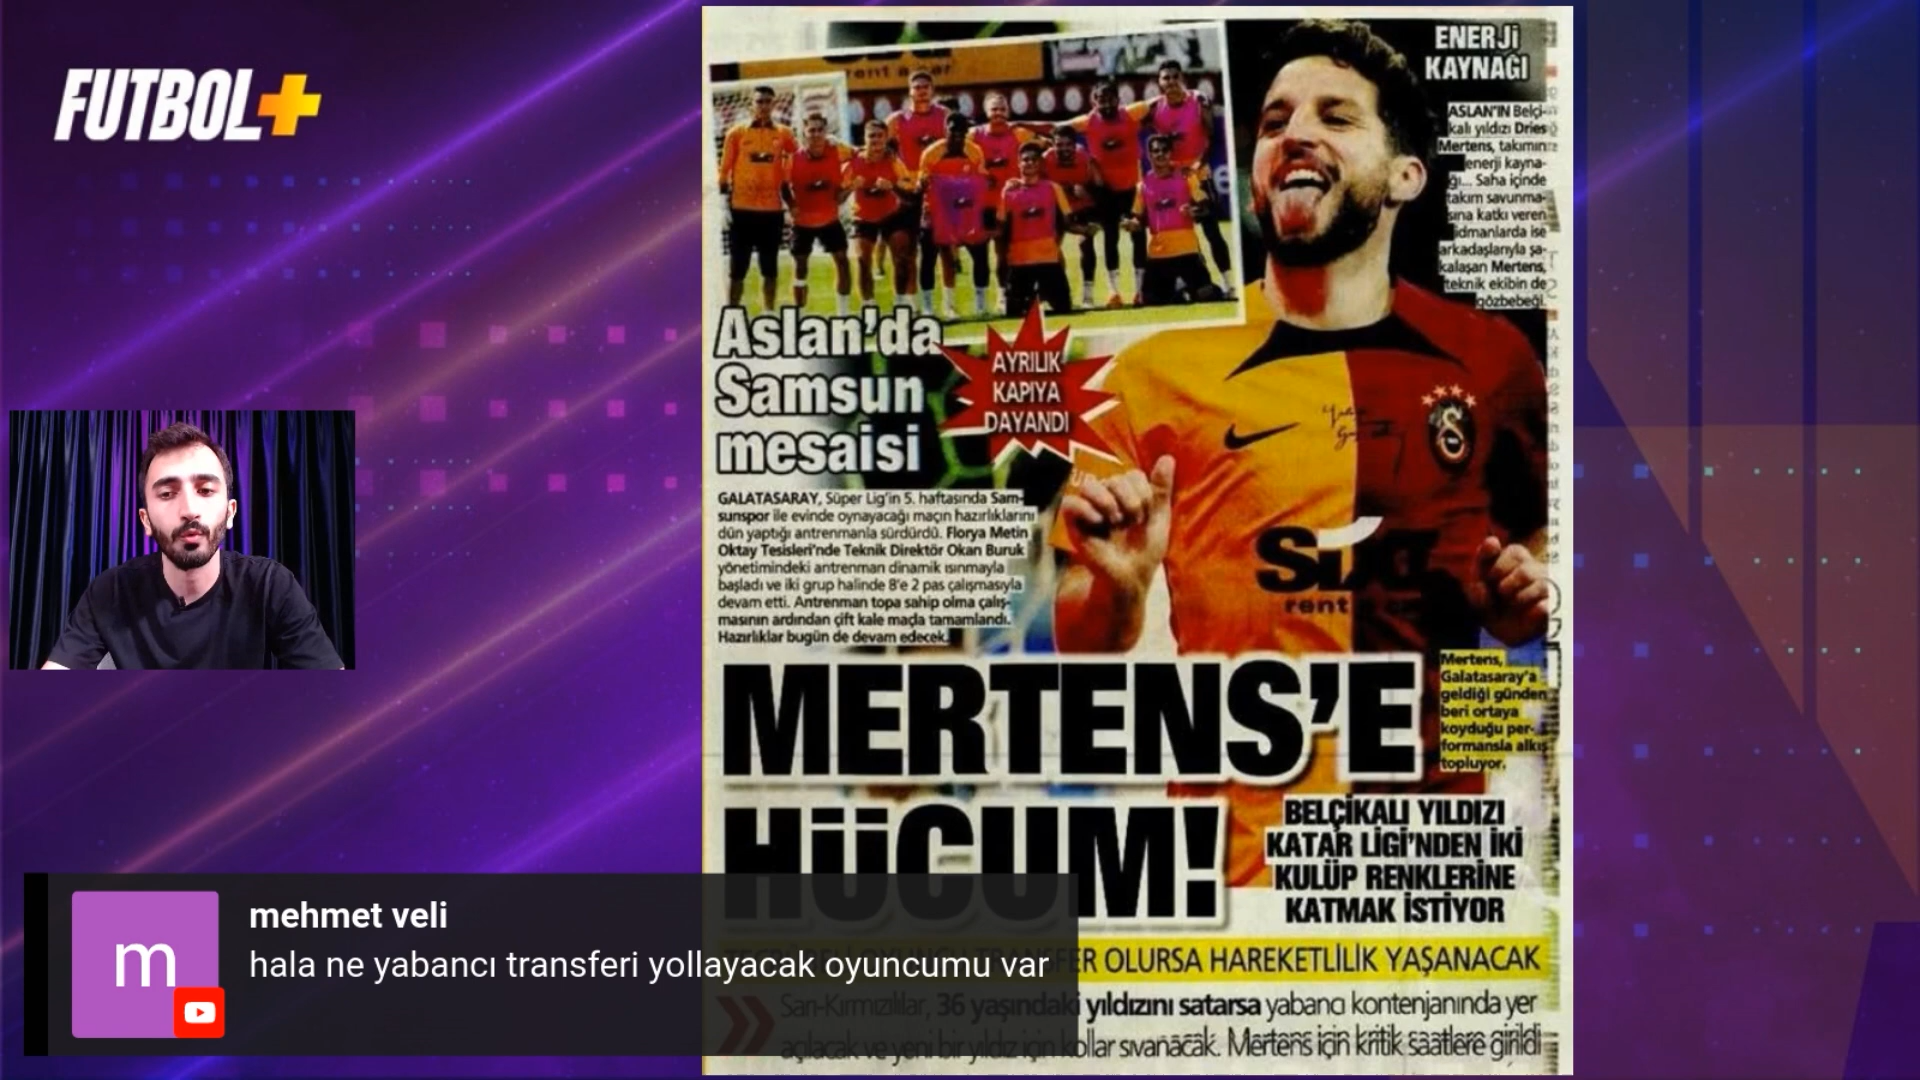 FUTBOL+
ENERJİ
KAYNAĞI
ASLAN'IN Belçi-
kalı yıldızı Dries
Mertens, takımın
enerji kayna-
ğı... Saha içinde
takım savunma-
sına katkı veren
idmanlarda ise
arkadaşlarıyla şa-
kalaşan Mertens,
teknik ekibin de
gözbebeği.
rent a car
Aslan'da
Samsun
mesaisi
AYRILIK
KAPIYA
DAYANDI
GALATASARAY, Süper Lig'in 5. haftasında Sam-
sunspor ile evinde oynayacağı maçın hazırlıklarını
dün yaptığı antrenmanla sürdürdü. Florya Metin
Oktay Tesisleri'nde Teknik Direktör Okan Buruk
yönetimindeki antrenman dinamik ısınmayla
başladı ve iki grup halinde 8'e 2 pas çalışmasıyla
devam etti. Antrenman topa sahip olma çalış-
masının ardından çift kale maçla tamamlandı.
Hazırlıklar bugün de devam edecek.
rent
MERTENS'E
HÜCUM!
Mertens,
Galatasaray'a
geldiği günden
beri ortaya
koyduğu per-
formansla alkış
topluyor.
BELÇİKALI YILDIZI
KATAR LİGİ'NDEN İKİ
KULÜP RENKLERİNE
KATMAK İSTİYOR
OLURSA HAREKETLİLİK YAŞANACAK
Sarı-Kırmızılılar, 36 yaşındaki yıldızını satarsa yabancı kontenjanında yer
açılacak ve yeni bir yıldız için kollar sıvanacak. Mertens için kritik saatlere girildi
m
mehmet veli
hala ne yabancı transferi yollayacak oyuncumu var